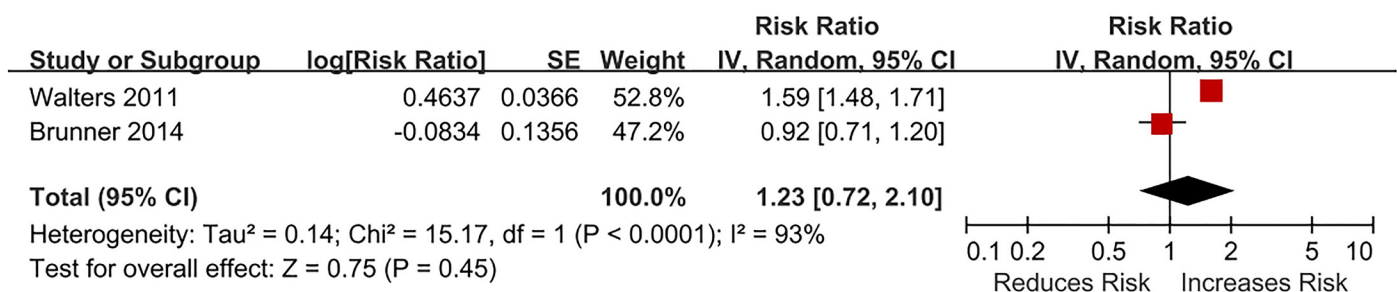 Risk Ratio Risk Ratio
Study or Subgroup log[Risk Ratio] SE Weight IV, Random, 95% CI IV, Random, 95% CI
Walters 2011 0.4637 0.0366 52.8% 1.59 [1.48, 1.71]
Brunner 2014 -0.0834 0.1356 47.2% 0.92 [0.71, 1.20]
Total (95% CI) 100.0% 1.23 [0.72, 2.10]
Heterogeneity: Tau² = 0.14; Chi² = 15.17, df = 1 (P < 0.0001); I² = 93%
Test for overall effect: Z = 0.75 (P = 0.45)
0.1 0.2 0.5 1 2 5 10
Reduces Risk Increases Risk